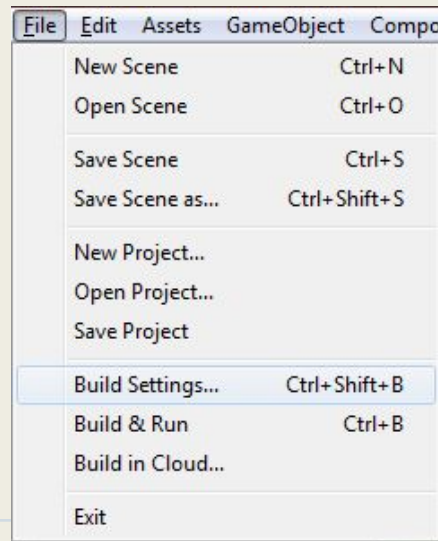 File Edit Assets GameObject Compo
New Scene Ctrl+N
Open Scene Ctrl+O
Save Scene Ctrl+S
Save Scene as... Ctrl+Shift+S
New Project...
Open Project...
Save Project
Build Settings... Ctrl+Shift+B
Build & Run Ctrl+B
Build in Cloud...
Exit